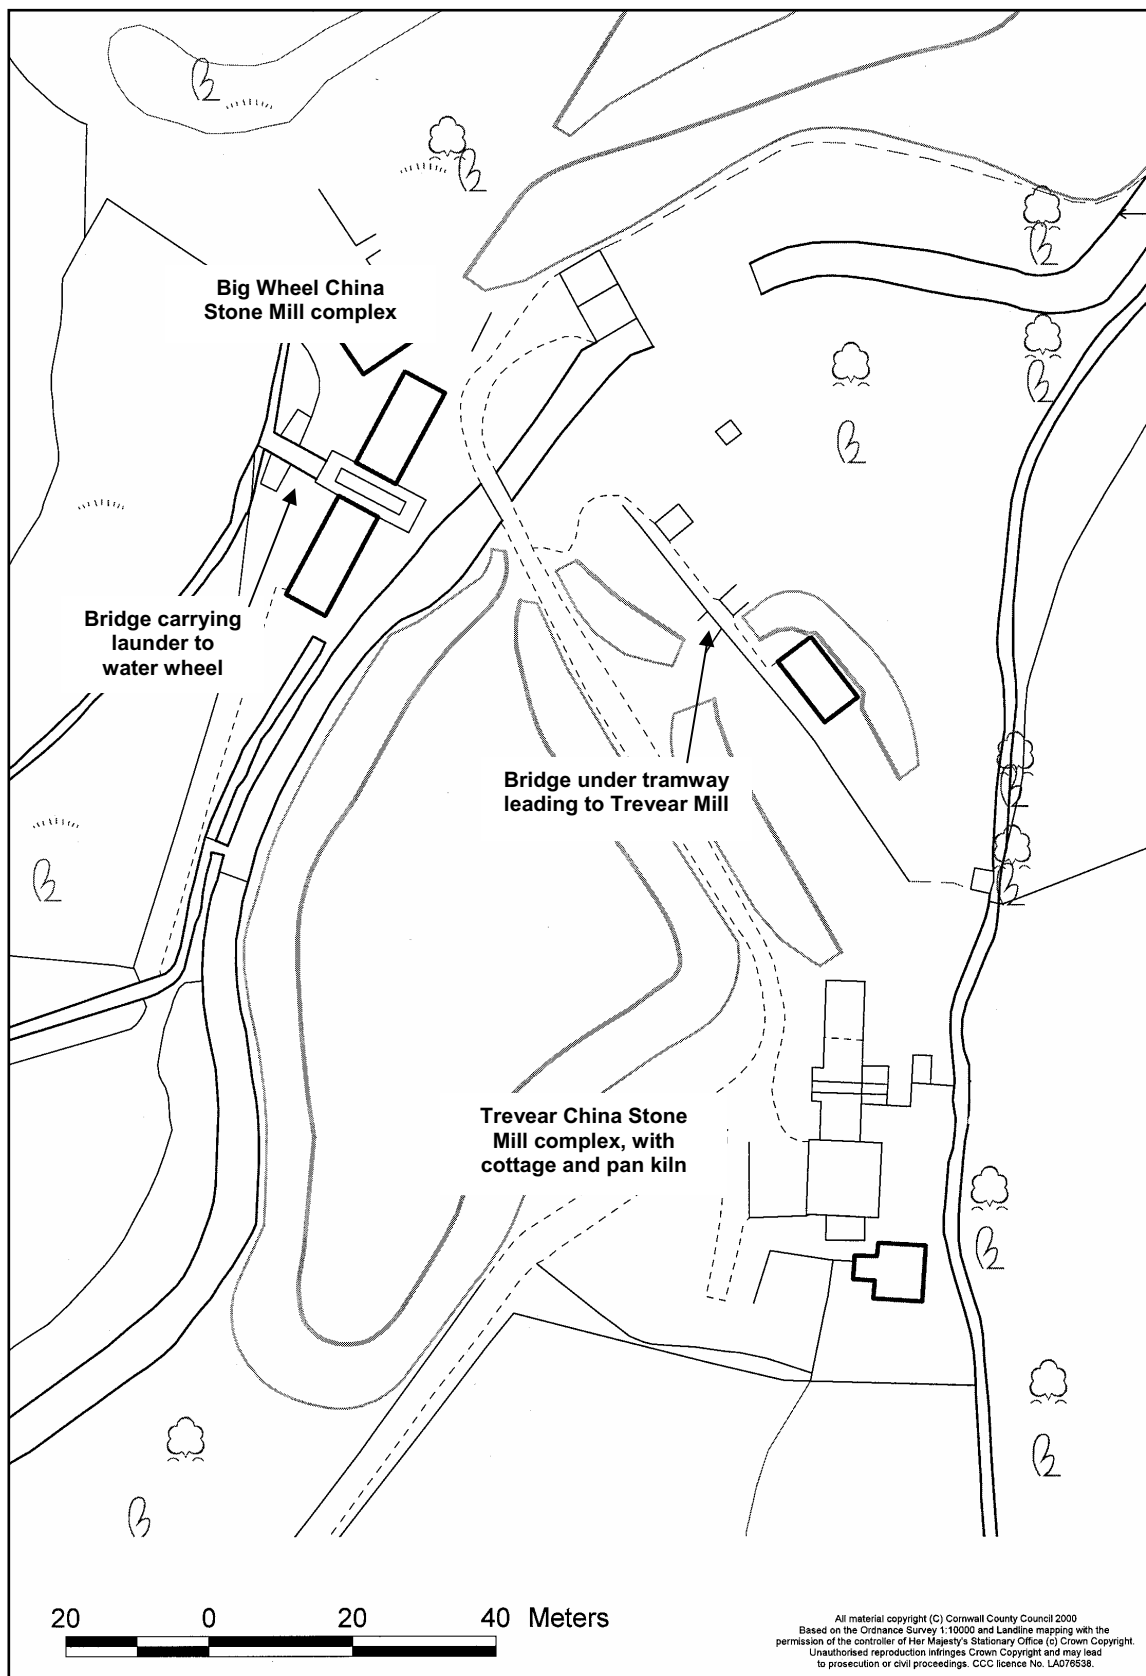 Big Wheel China
Stone Mill complex
Bridge carrying
launder to
water wheel
Bridge under tramway
leading to Trevear Mill
Trevear China Stone
Mill complex, with
cottage and pan kiln
20 0 20 40 Meters
All material copyright (C) Cornwall County Council 2000
Based on the Ordnance Survey 1:10000 and Landline mapping with the
permission of the controller of Her Majesty's Stationary Office (c) Crown Copyright.
Unauthorised reproduction infringes Crown Copyright and may lead
to prosecution or civil proceedings. CCC licence No. LA076538.